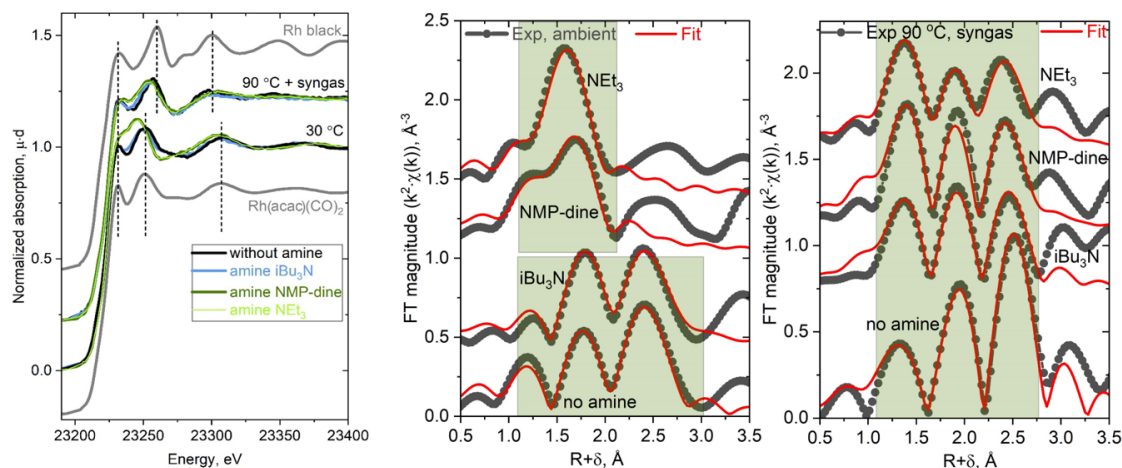 Rh black
90 °C + syngas
30 °C
Rh(acac)(CO)₂
without amine
amine iBu₃N
amine NMP-dine
amine NEt₃
Normalized absorption, μ·d
1.5
1.0
0.5
0.0
23200 23250 23300 23350 23400
Energy, eV
Exp, ambient
Fit
NEt₃
NMP-dine
iBu₃N
no amine
FT magnitude (k²·χ(k)), Å⁻³
2.5
2.0
1.5
1.0
0.5
0.0
0.5 1.0 1.5 2.0 2.5 3.0 3.5
R+δ, Å
Exp 90 °C, syngas
Fit
NEt₃
NMP-dine
iBu₃N
no amine
FT magnitude (k²·χ(k)), Å⁻³
2.0
1.5
1.0
0.5
0.0
0.5 1.0 1.5 2.0 2.5 3.0 3.5
R+δ, Å